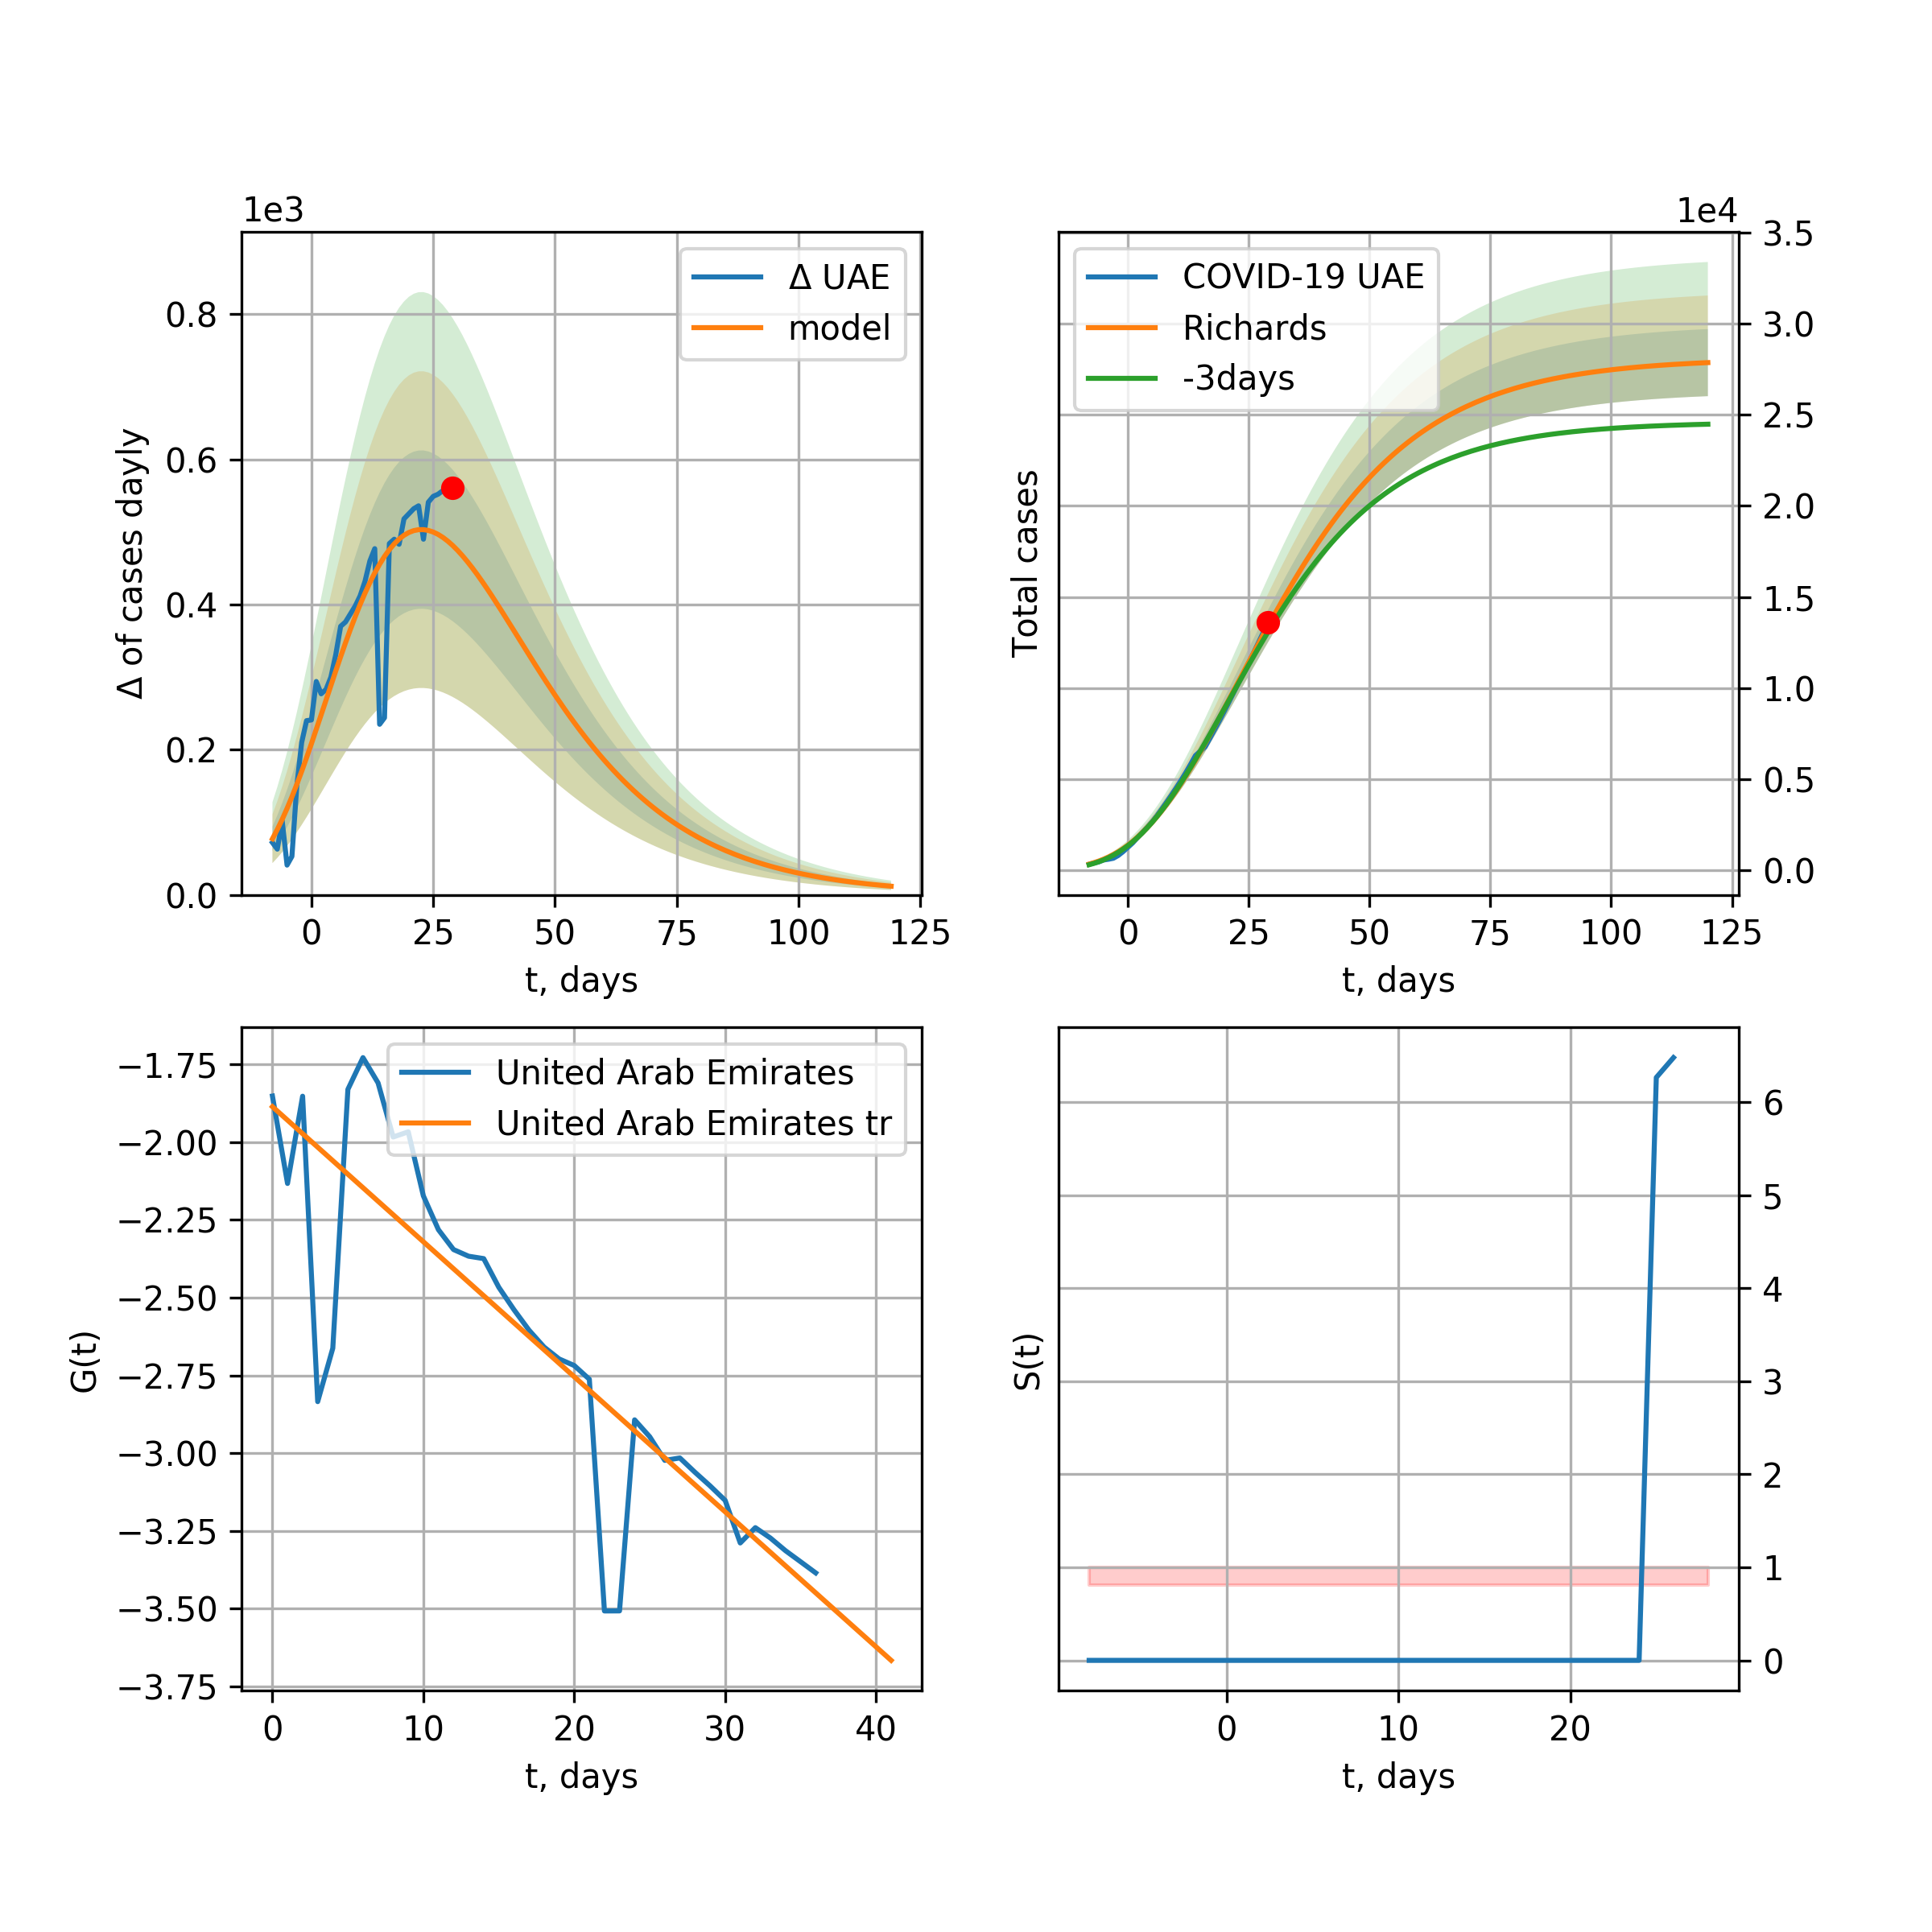 1e3
Δ of cases dayly
0.8
0.6
0.4
0.2
0.0
Δ UAE
model
0 25 50 75 100 125
t, days
1e4
Total cases
COVID-19 UAE
Richards
-3days
3.5
3.0
2.5
2.0
1.5
1.0
0.5
0.0
0 25 50 75 100 125
t, days
G(t)
−1.75
−2.00
−2.25
−2.50
−2.75
−3.00
−3.25
−3.50
−3.75
United Arab Emirates
United Arab Emirates tr
0 10 20 30 40
t, days
S(t)
6
5
4
3
2
1
0
0 10 20
t, days